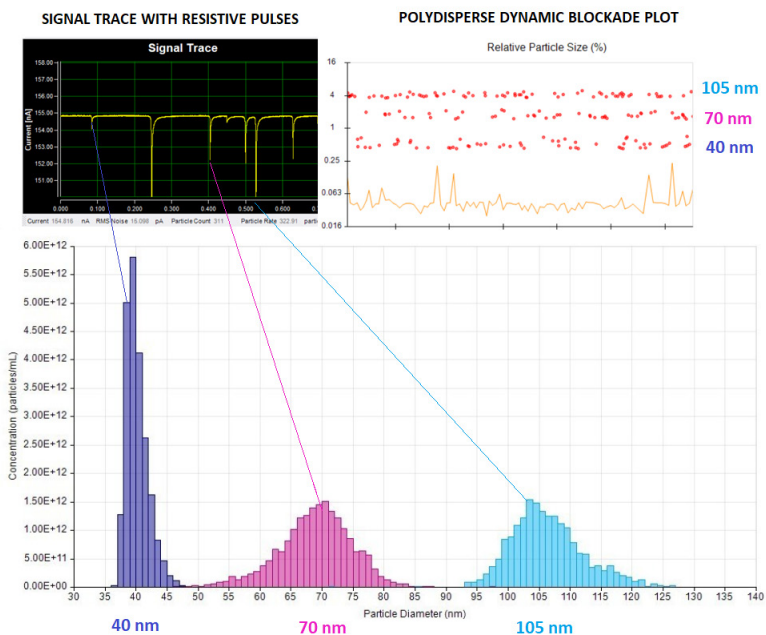 SIGNAL TRACE WITH RESISTIVE PULSES
POLYDISPERSE DYNAMIC BLOCKADE PLOT
Signal Trace
Current [nA]
158.00
157.00
156.00
155.00
154.00
153.00
152.00
151.00
0.000 0.100 0.200 0.300 0.400 0.500 0.600
Current 154.816 nA RMS Noise 15.098 pA Particle Count 311 Particle Rate 322.91 parti
Relative Particle Size (%)
16
4
1
0.25
0.063
0.016
105 nm
70 nm
40 nm
Concentration (particles/mL)
6.00E+12
5.50E+12
5.00E+12
4.50E+12
4.00E+12
3.50E+12
3.00E+12
2.50E+12
2.00E+12
1.50E+12
1.00E+12
5.00E+11
0.00E+00
30 35 40 45 50 55 60 65 70 75 80 85 90 95 100 105 110 115 120 125 130 135 140
Particle Diameter (nm)
40 nm
70 nm
105 nm